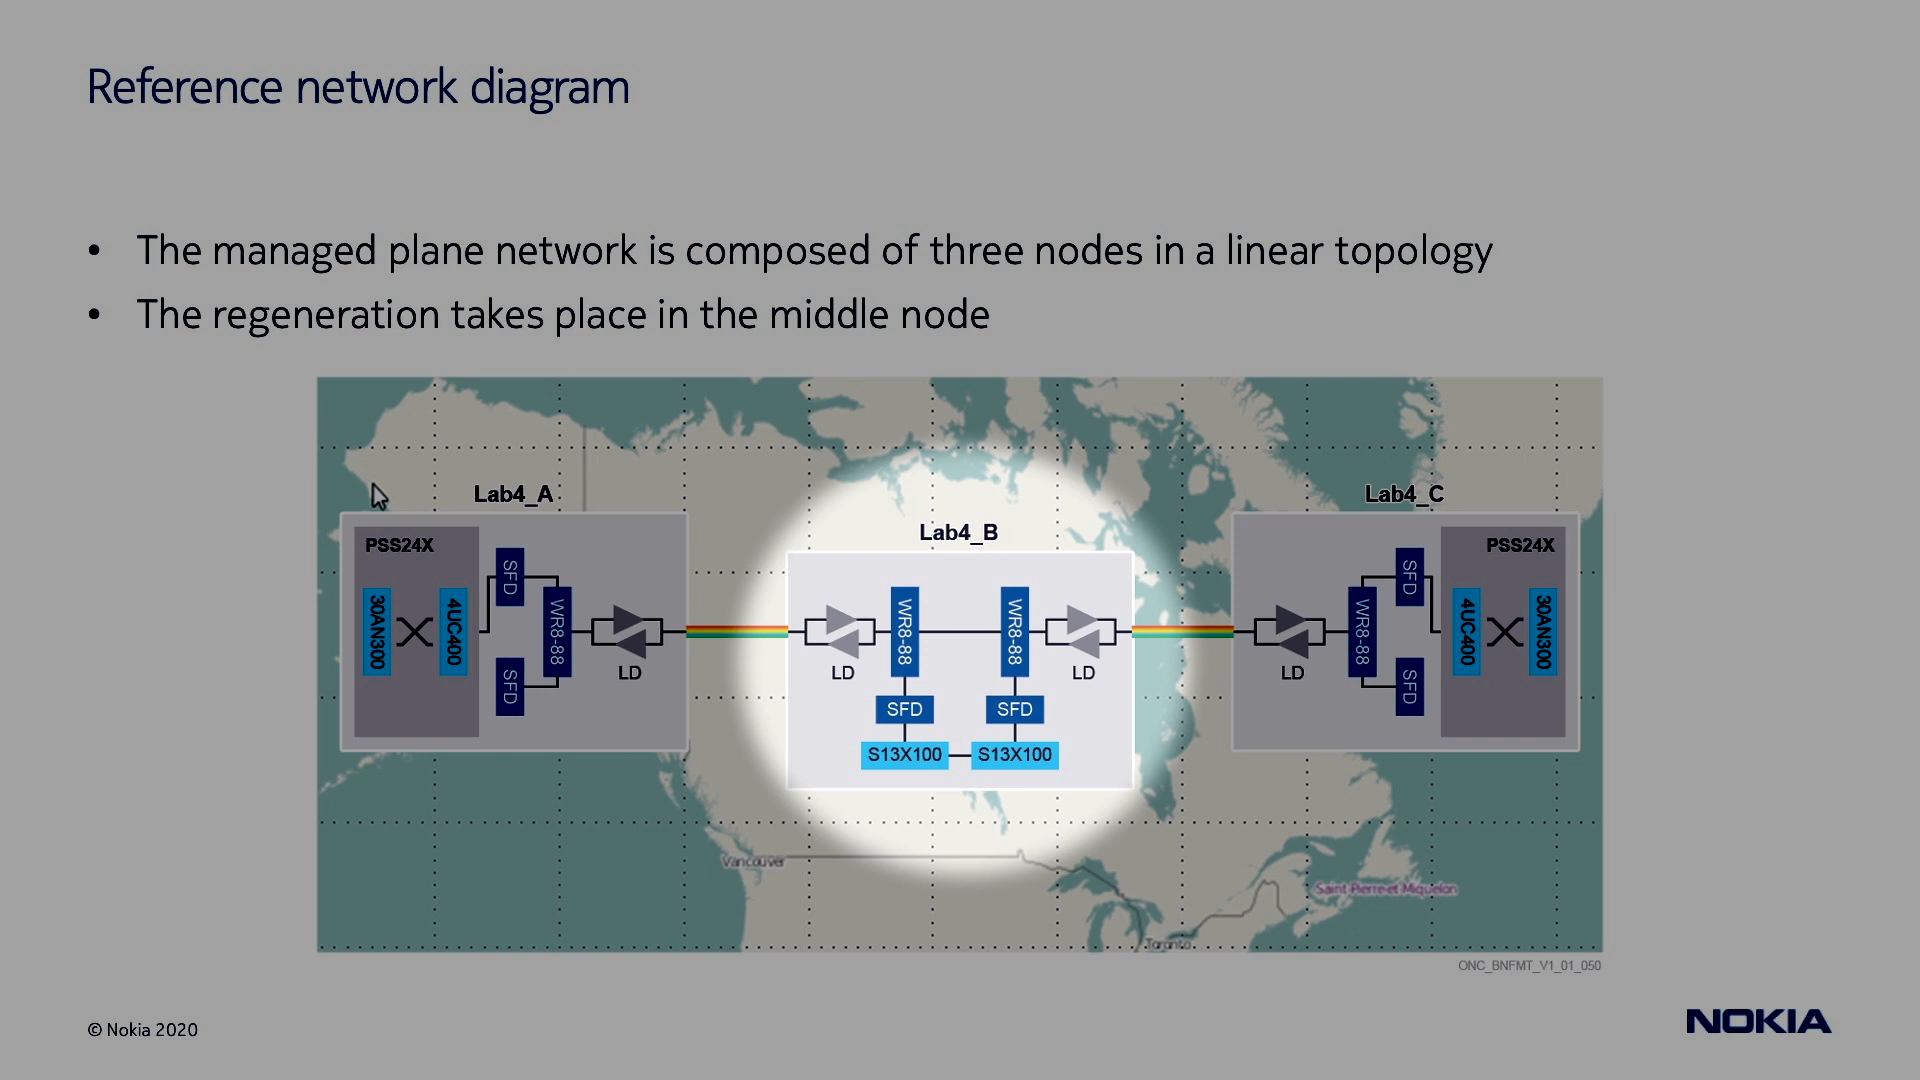 Reference network diagram
• The managed plane network is composed of three nodes in a linear topology
• The regeneration takes place in the middle node
Lab4_A
PSS24X
30AN300
4UC400
SFD
SFD
WR8-88
LD
Lab4_B
LD
WR8-88
WR8-88
LD
SFD
SFD
S13X100
S13X100
Lab4_C
LD
WR8-88
SFD
SFD
PSS24X
4UC400
30AN300
Vancouver
Saint Pierre et Miquelon
Toronto
ONC_BNFMT_V1_01_050
© Nokia 2020
NOKIA